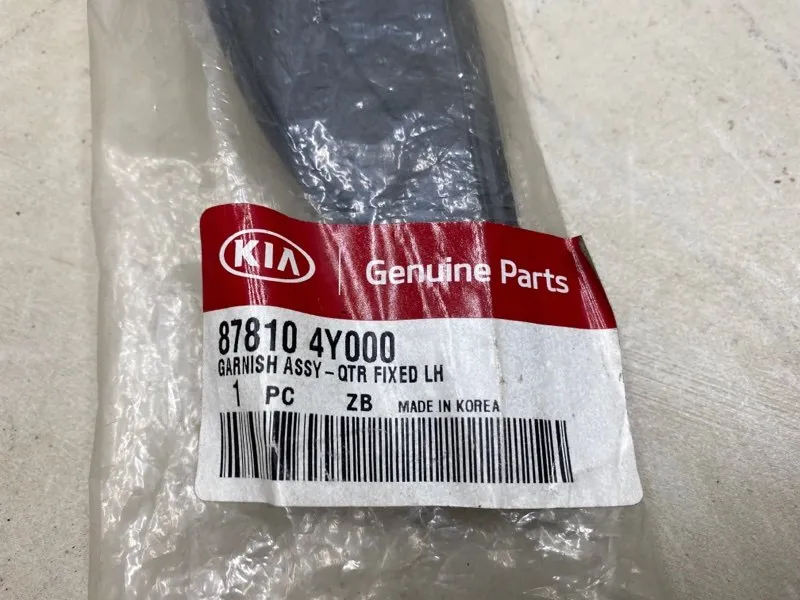 KIA Genuine Parts
87810 4Y000
GARNISH ASSY-QTR FIXED LH
1 PC ZB MADE IN KOREA